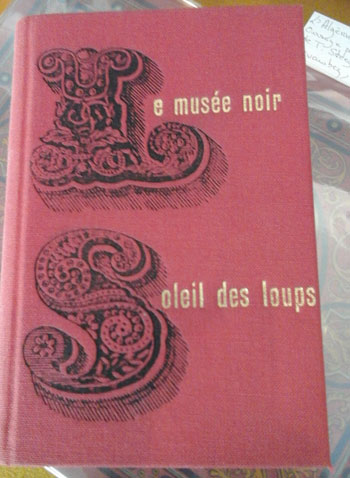 Le musée noir
Soleil des loups